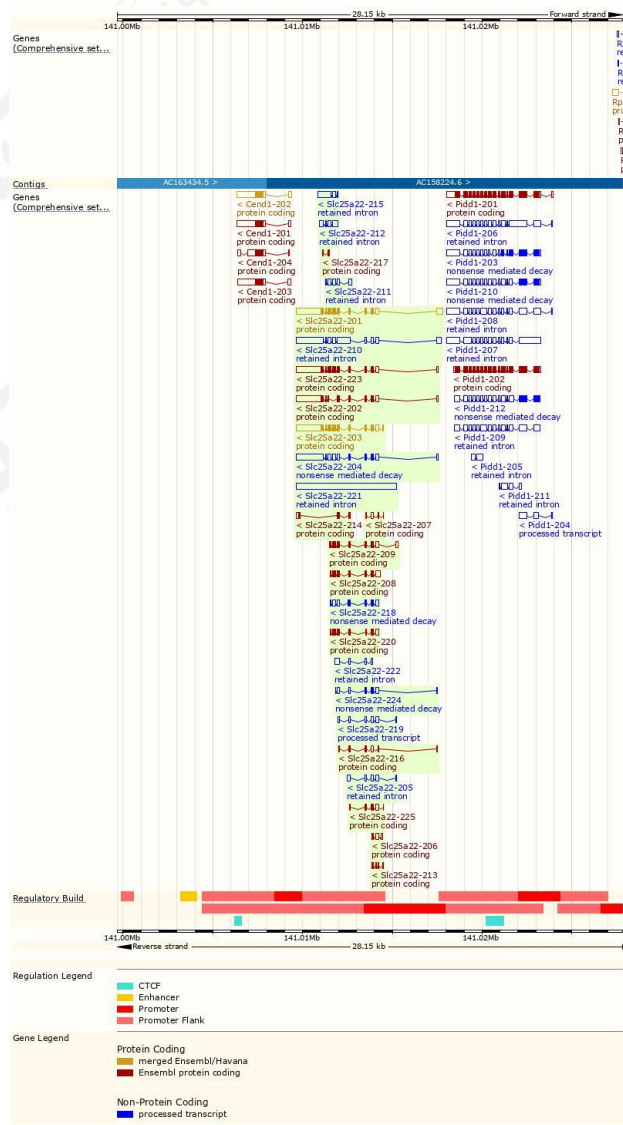 141.00Mb 141.01Mb 28.15 kb 141.02Mb Forward strand
Genes
(Comprehensive set...
Contigs
AC163434.5 > AC158224.6 >
Genes
(Comprehensive set...
< Cend1-202 < Slc25a22-215 < Pidd1-201
protein coding retained intron protein coding
< Cend1-201 < Slc25a22-212 < Pidd1-206
protein coding retained intron retained intron
< Cend1-204 < Slc25a22-217 < Pidd1-203
protein coding protein coding nonsense mediated decay
< Cend1-203 < Slc25a22-211 < Pidd1-210
protein coding retained intron nonsense mediated decay
< Slc25a22-201 < Pidd1-208
protein coding retained intron
< Slc25a22-210 < Pidd1-207
retained intron retained intron
< Slc25a22-223 < Pidd1-202
protein coding protein coding
< Slc25a22-202 < Pidd1-212
protein coding nonsense mediated decay
< Slc25a22-203 < Pidd1-209
protein coding retained intron
< Slc25a22-204 < Pidd1-205
nonsense mediated decay retained intron
< Slc25a22-221 < Pidd1-211
retained intron retained intron
< Slc25a22-214 < Slc25a22-207 < Pidd1-204
protein coding protein coding processed transcript
< Slc25a22-209
protein coding
< Slc25a22-208
protein coding
< Slc25a22-218
nonsense mediated decay
< Slc25a22-220
protein coding
< Slc25a22-222
retained intron
< Slc25a22-224
nonsense mediated decay
< Slc25a22-219
processed transcript
< Slc25a22-216
protein coding
< Slc25a22-205
retained intron
< Slc25a22-225
protein coding
< Slc25a22-206
protein coding
< Slc25a22-213
protein coding
Regulatory Build
141.00Mb 141.01Mb 141.02Mb
Reverse strand 28.15 kb
Regulation Legend
CTCF
Enhancer
Promoter
Promoter Flank
Gene Legend
Protein Coding
merged Ensembl/Havana
Ensembl protein coding
Non-Protein Coding
processed transcript